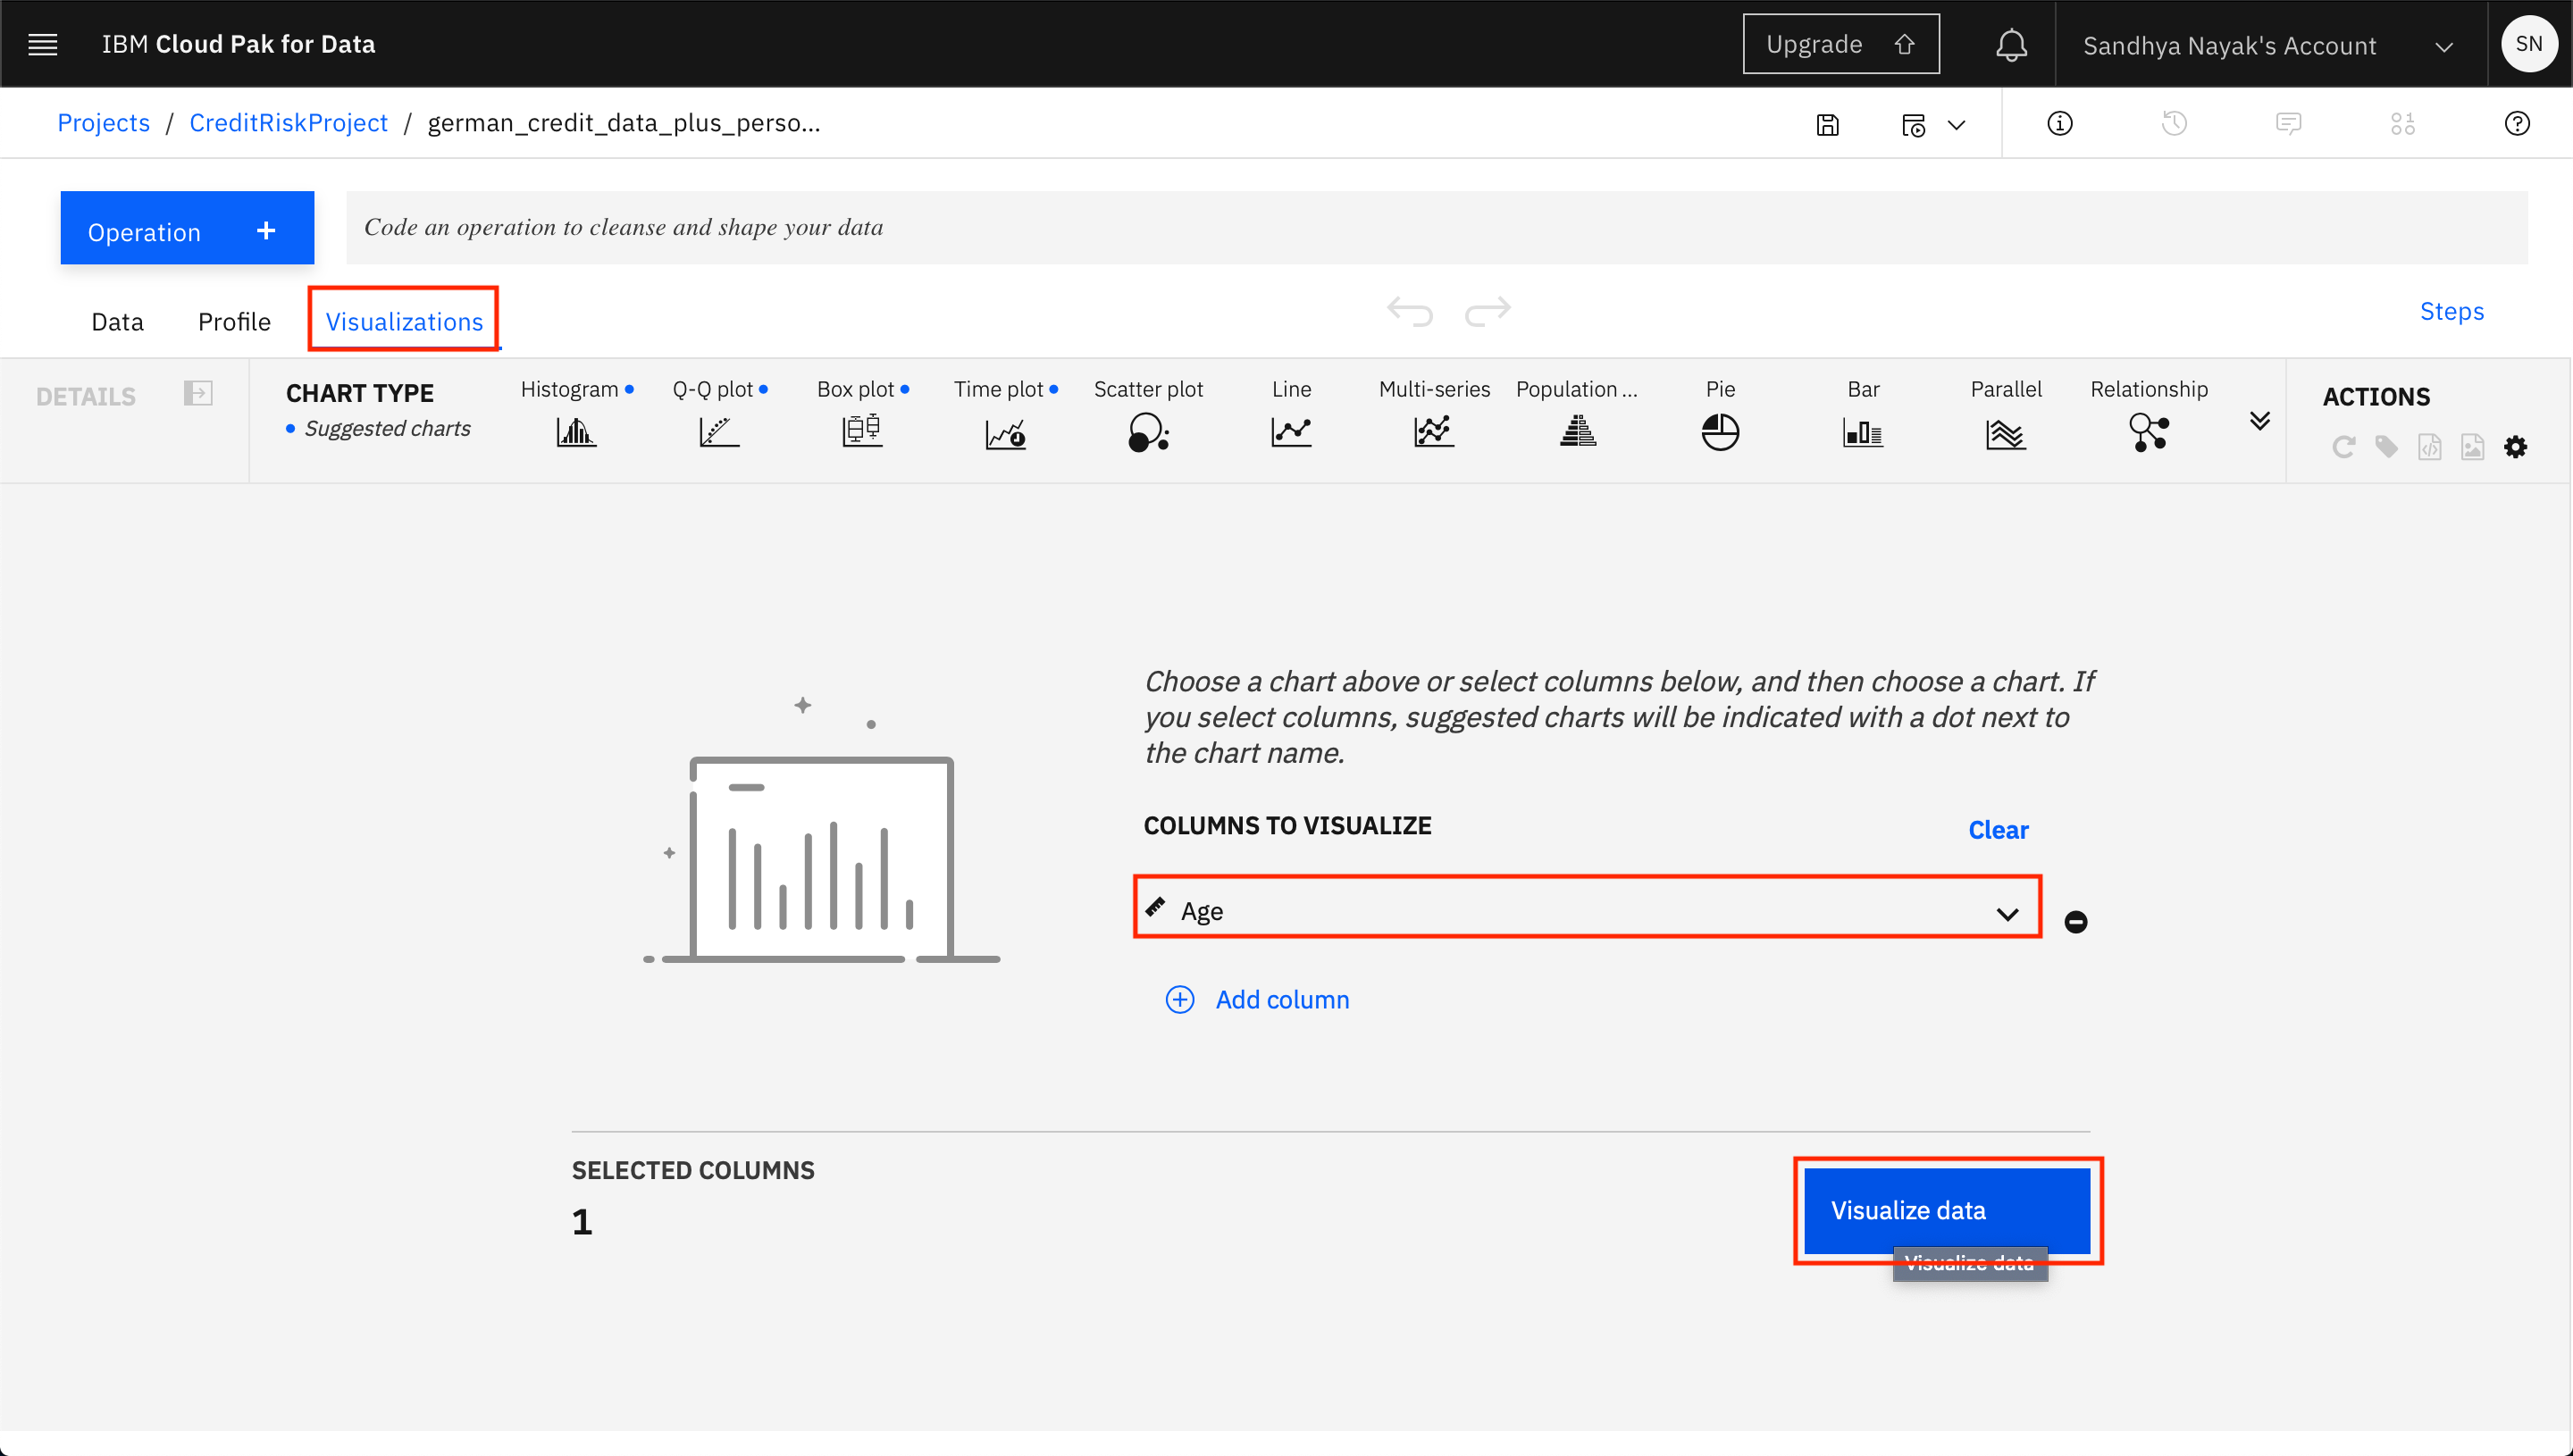 IBM Cloud Pak for Data
Upgrade
Sandhya Nayak's Account
SN
Projects / CreditRiskProject / german_credit_data_plus_perso...
Operation +
Code an operation to cleanse and shape your data
Data
Profile
Visualizations
Steps
DETAILS
CHART TYPE
Suggested charts
Histogram
Q-Q plot
Box plot
Time plot
Scatter plot
Line
Multi-series
Population ...
Pie
Bar
Parallel
Relationship
ACTIONS
Choose a chart above or select columns below, and then choose a chart. If
you select columns, suggested charts will be indicated with a dot next to
the chart name.
COLUMNS TO VISUALIZE
Clear
Age
Add column
SELECTED COLUMNS
1
Visualize data
Visualize data